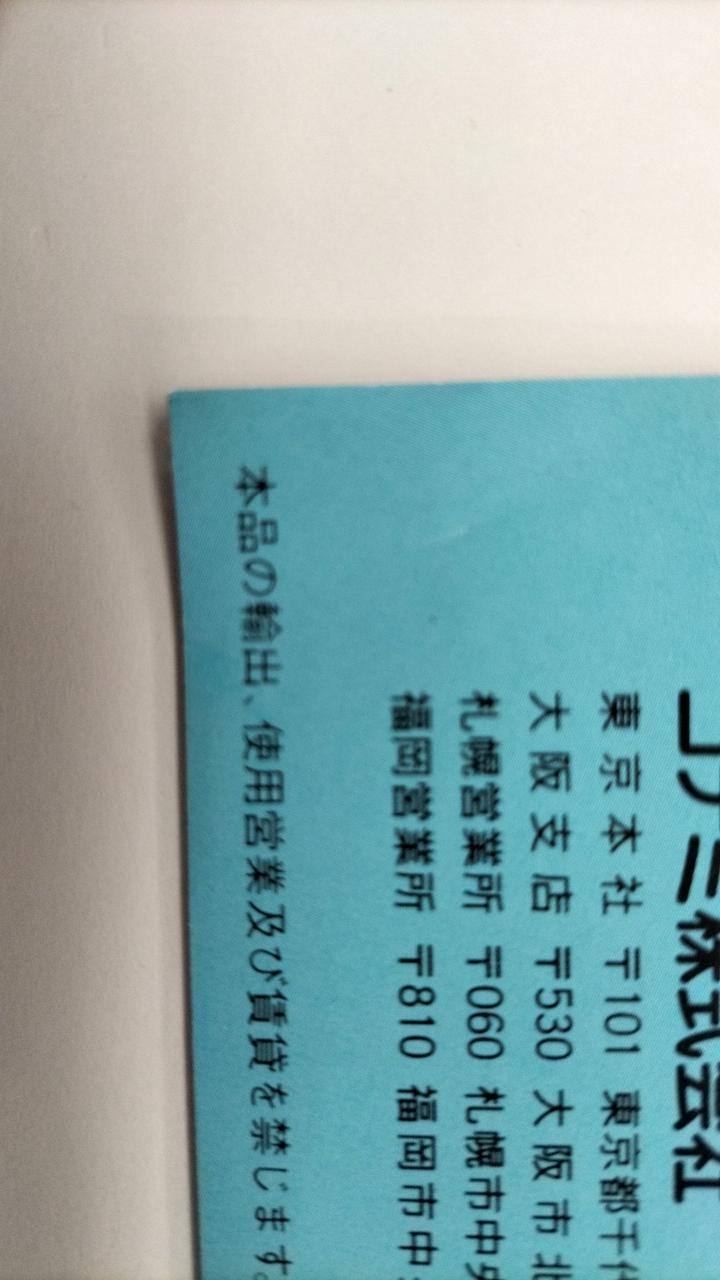 コナミ株式会社
東京本社 〒101 東京都千代
大阪支店 〒530 大阪市北
札幌営業所 〒060 札幌市中央
福岡営業所 〒810 福岡市中央
本品の輸出、使用営業及び賃貸を禁じます。